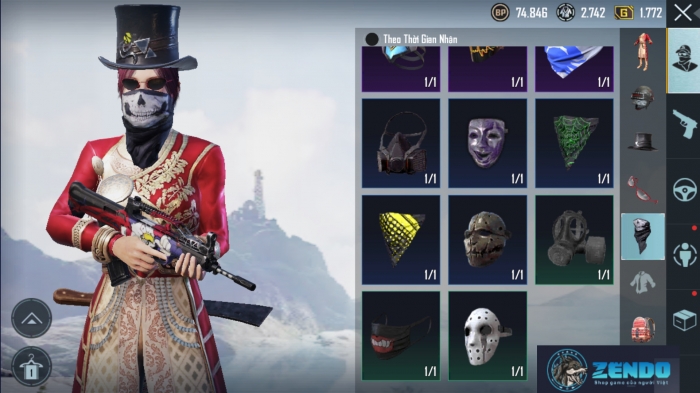 BP 74.846 2.742 G 1.772
Theo Thời Gian Nhận
1/1 1/1 1/1
1/1 1/1 1/1
1/1 1/1 1/1
1/1 1/1
ZENDO
Shop game của người Việt